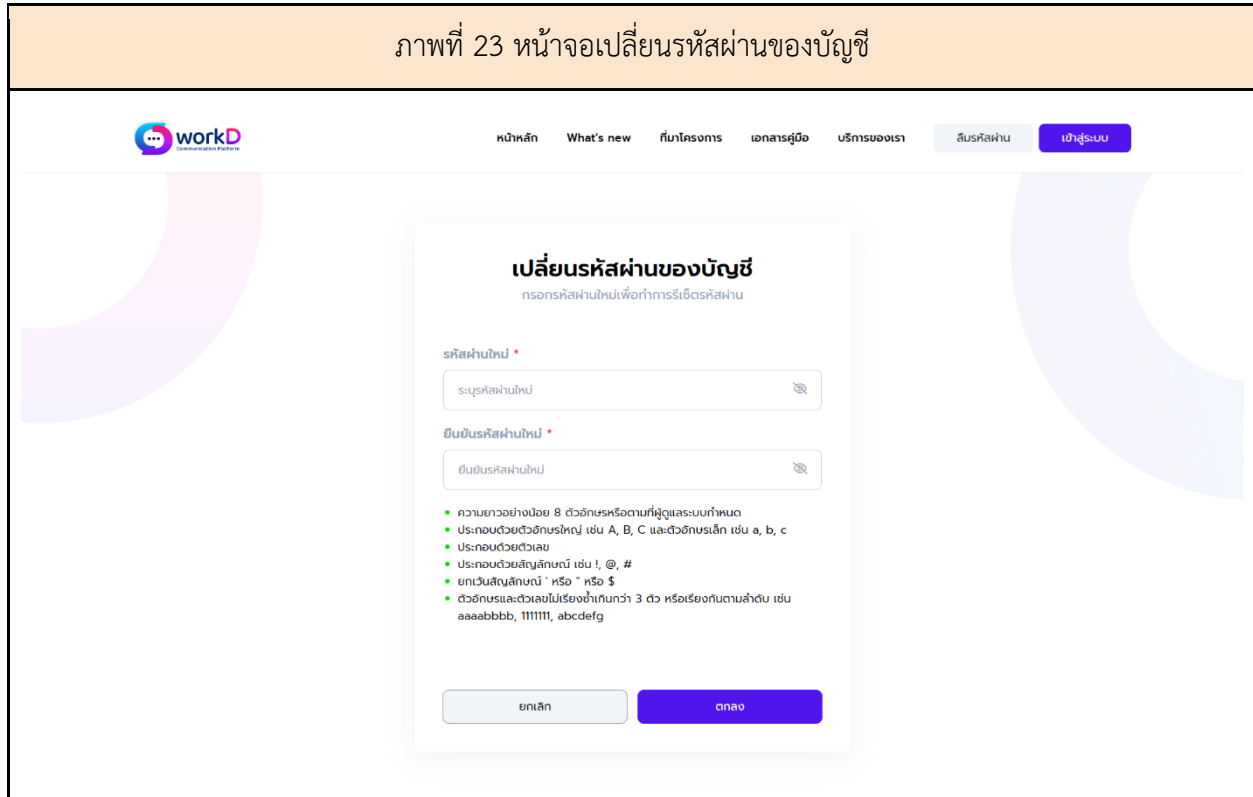 ภาพที่ 23 หน้าจอเปลี่ยนรหัสผ่านของบัญชี
workD
Communication Platform
หน้าหลัก What's new ที่มาโครงการ เอกสารคู่มือ บริการของเรา ลืมรหัสผ่าน เข้าสู่ระบบ
เปลี่ยนรหัสผ่านของบัญชี
กรอกรหัสผ่านใหม่เพื่อทำการรีเซ็ตรหัสผ่าน
รหัสผ่านใหม่ *
ระบุรหัสผ่านใหม่
ยืนยันรหัสผ่านใหม่ *
ยืนยันรหัสผ่านใหม่
• ความยาวอย่างน้อย 8 ตัวอักษรหรือตามที่ผู้ดูแลระบบกำหนด
• ประกอบด้วยตัวอักษรใหญ่ เช่น A, B, C และตัวอักษรเล็ก เช่น a, b, c
• ประกอบด้วยตัวเลข
• ประกอบด้วยสัญลักษณ์ เช่น !, @, #
• ยกเว้นสัญลักษณ์ ' หรือ " หรือ $
• ตัวอักษรและตัวเลขไม่เรียงซ้ำเกินกว่า 3 ตัว หรือเรียงกันตามลำดับ เช่น
aaaabbbb, 1111111, abcdefg
ยกเลิก ตกลง